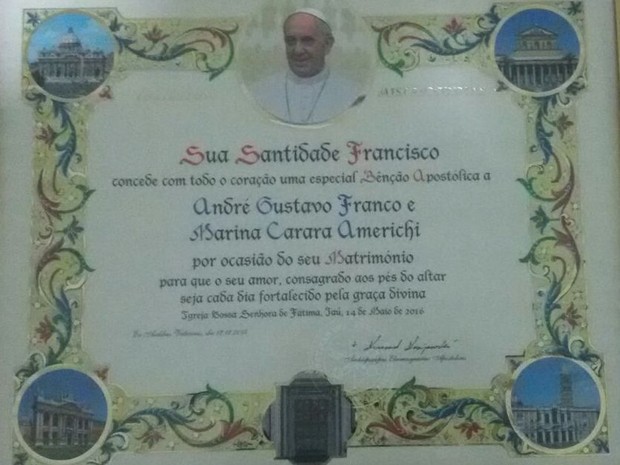 Sua Santidade Francisco
concede com todo o coração uma especial Bênção Apostólica a
André Gustavo Franco e
Marina Carara Americhi
por ocasião do seu Matrimónio
para que o seu amor, consagrado aos pés do altar
seja cada dia fortalecido pela graça divina
Igreja Nossa Senhora de Fátima, Jaú, 14 de Maio de 2016